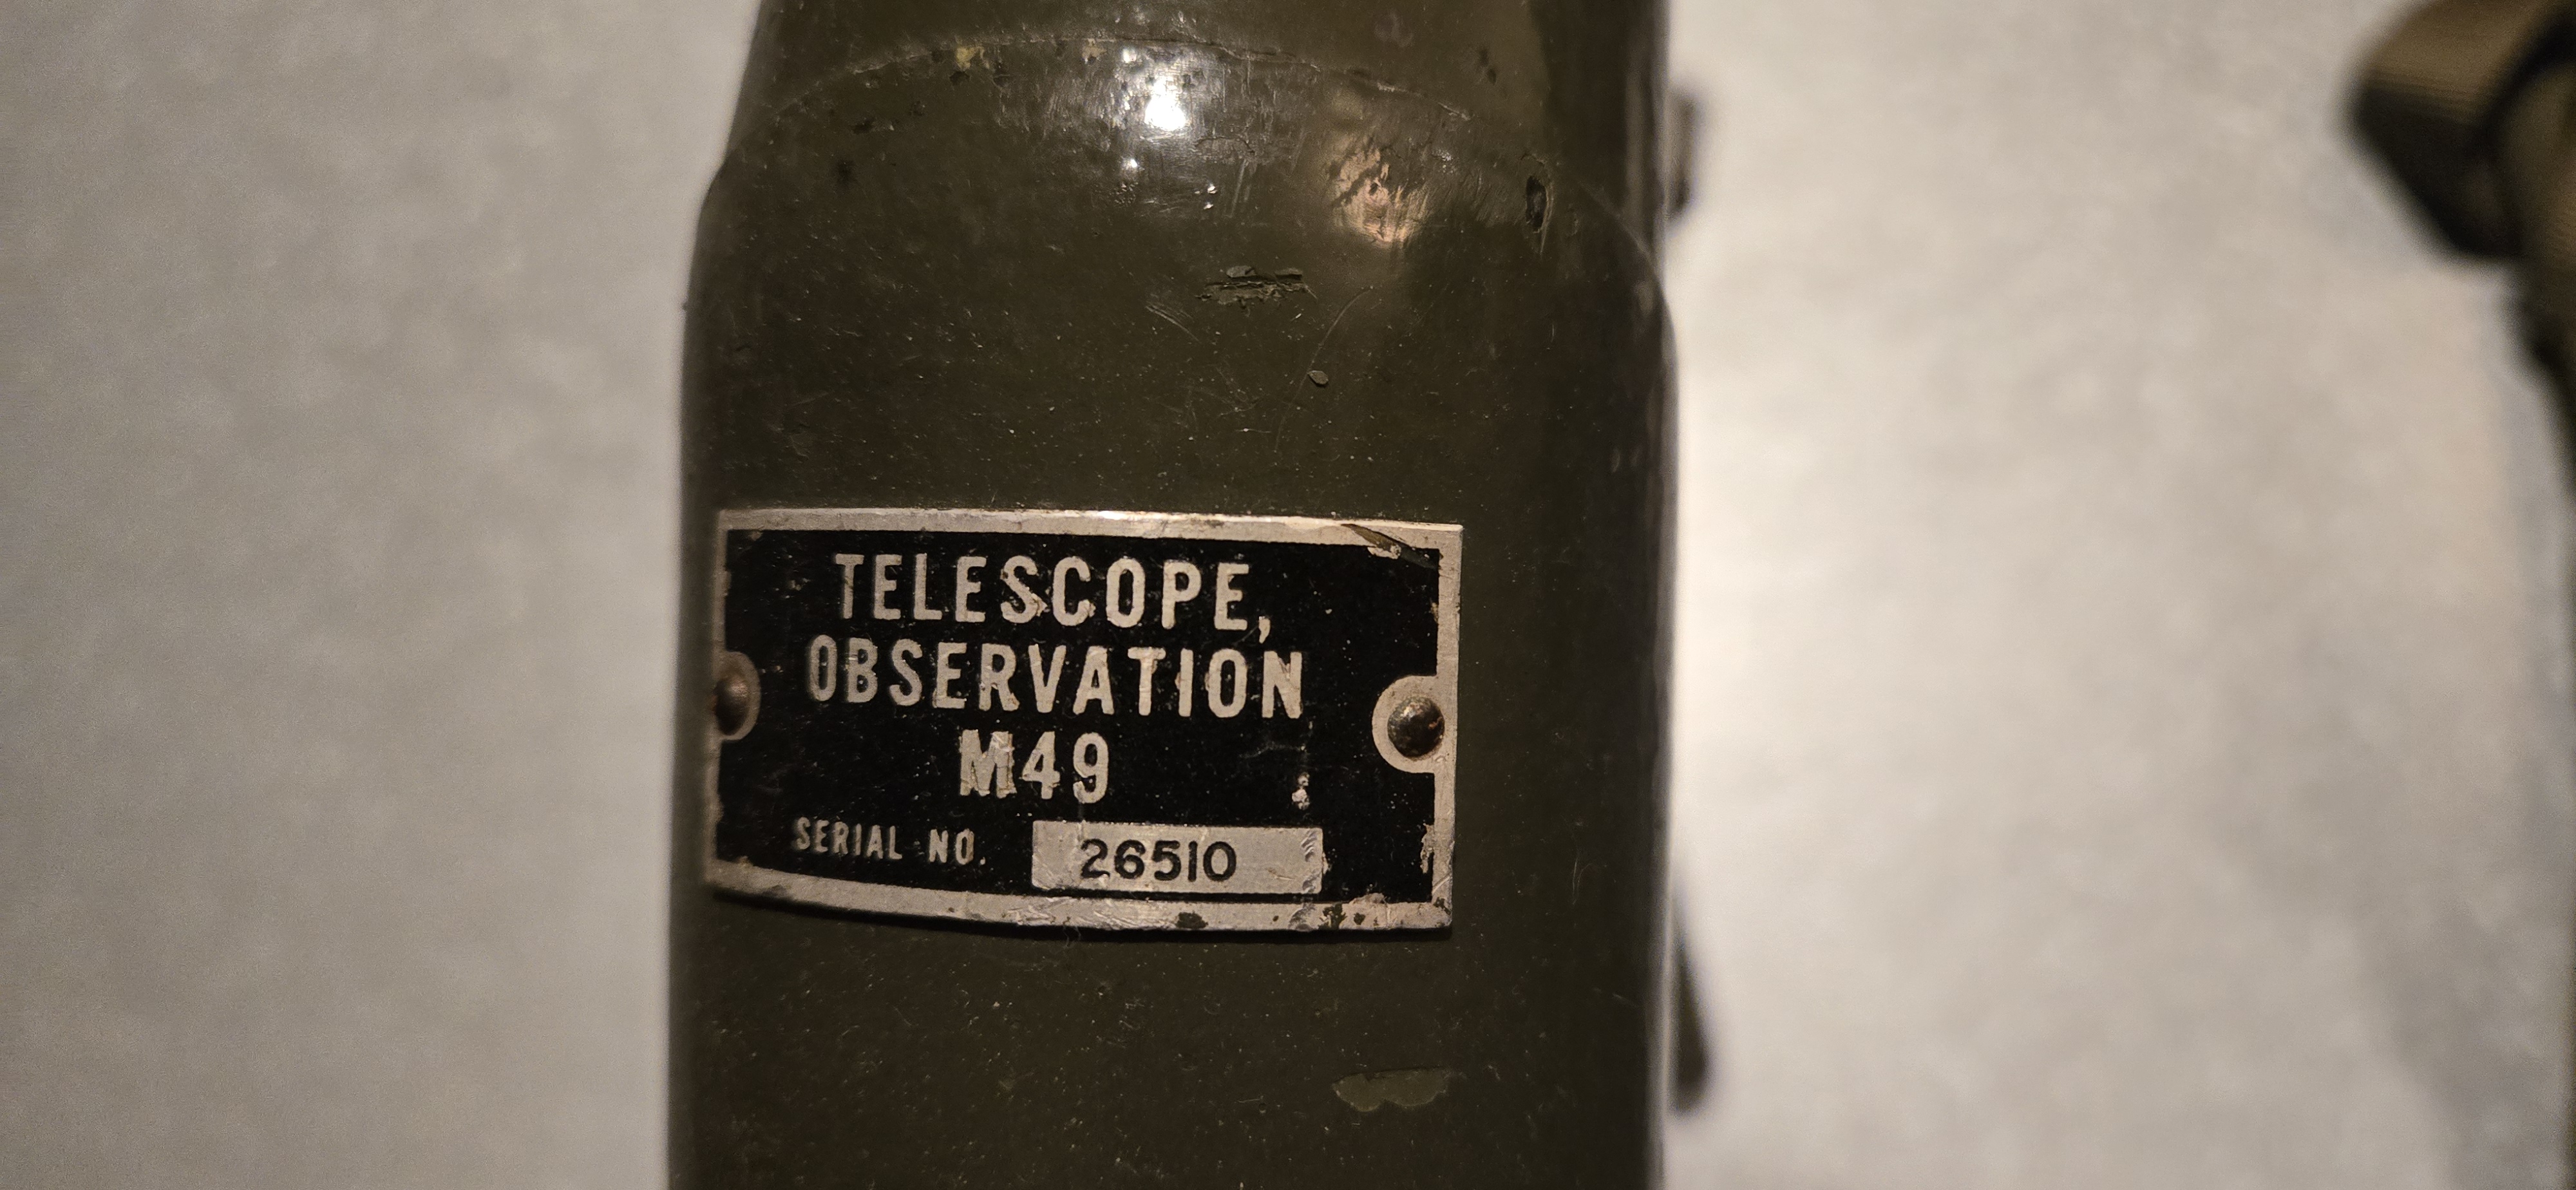 TELESCOPE,
OBSERVATION
M49
SERIAL NO. 26510